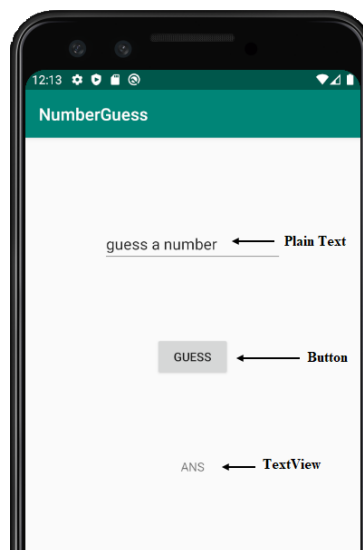 12:13
NumberGuess
guess a number
Plain Text
GUESS
Button
ANS
TextView